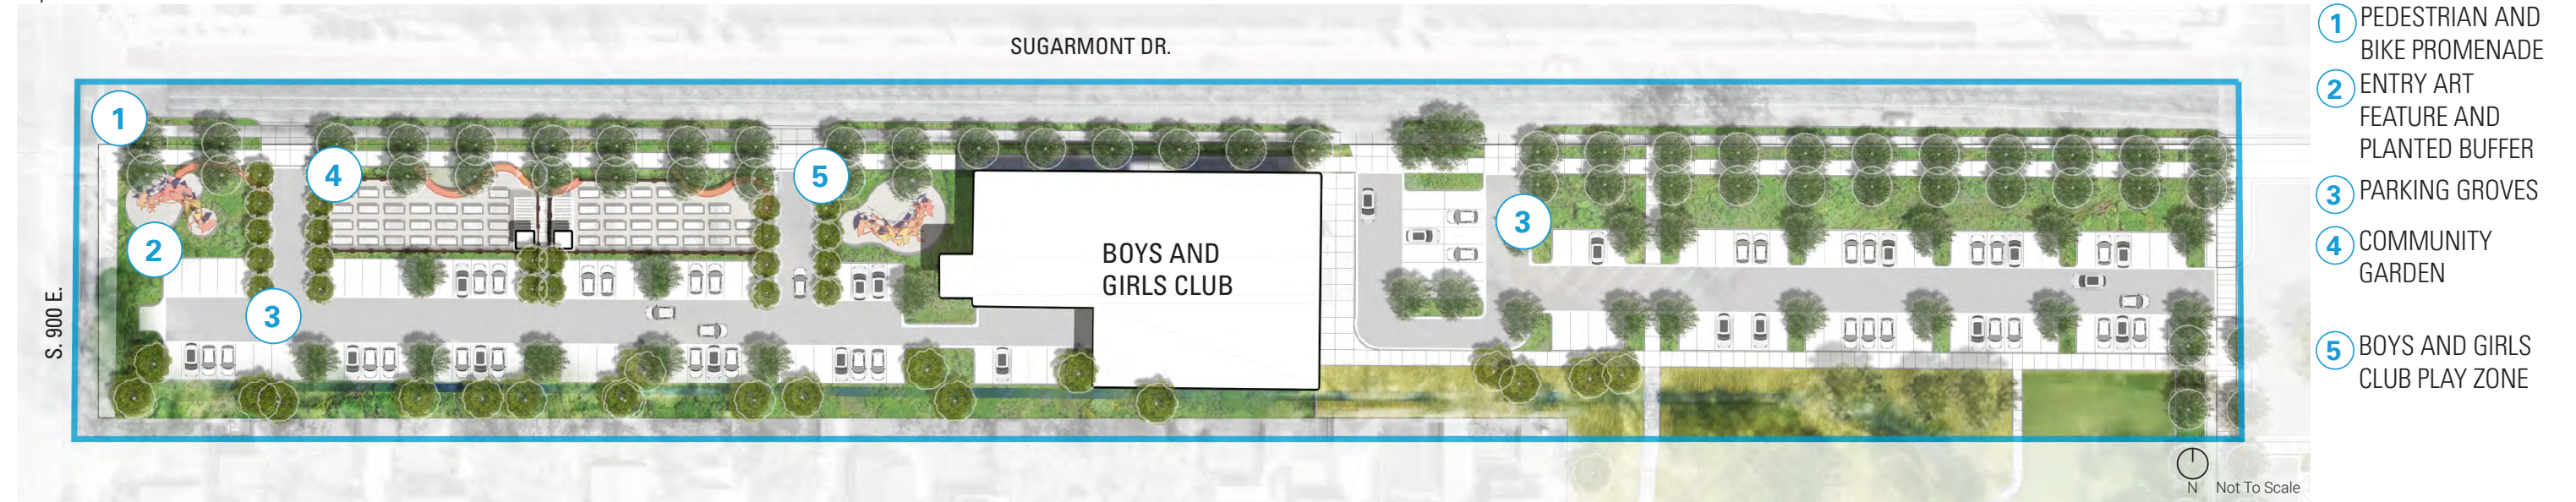 SUGARMONT DR.
S. 900 E.
1
2
3
4
5
3
BOYS AND
GIRLS CLUB
N
Not To Scale
1 PEDESTRIAN AND
BIKE PROMENADE
2 ENTRY ART
FEATURE AND
PLANTED BUFFER
3 PARKING GROVES
4 COMMUNITY
GARDEN
5 BOYS AND GIRLS
CLUB PLAY ZONE